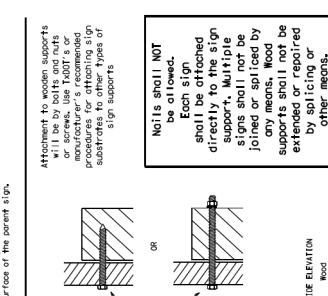 rface of the parent sign.
Attachment to wooden supports
will be by bolts and nuts
or screws. Use TxDOT's or
manufacturer's recommended
procedures for attaching sign
substrates to other types of
sign supports
OR
IDE ELEVATION
Wood
Nails shall NOT
be allowed.
Each sign
shall be attached
directly to the sign
support. Multiple
signs shall not be
joined or spliced by
any means. Wood
supports shall not be
extended or repaired
by splicing or
other means.